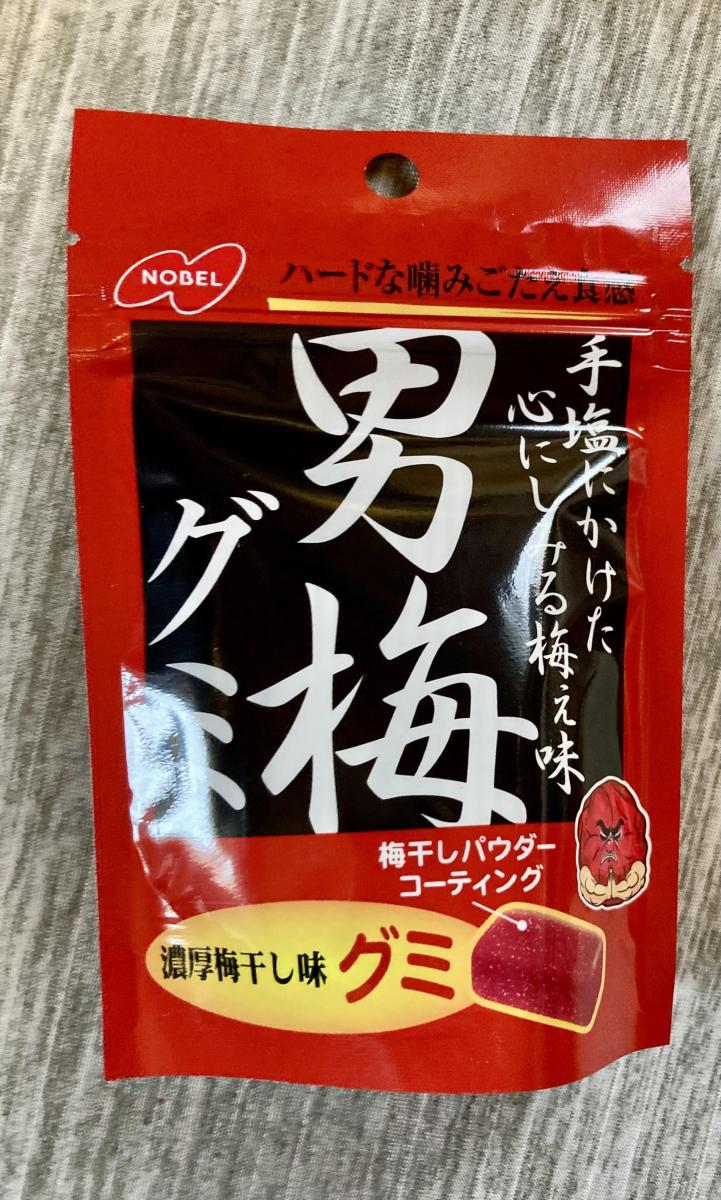 NOBEL
ハードな噛みごたえ食感
男梅
グミ
手塩にかけた
心にしみる梅ぇ味
梅干しパウダー
コーティング
濃厚梅干し味
グミ